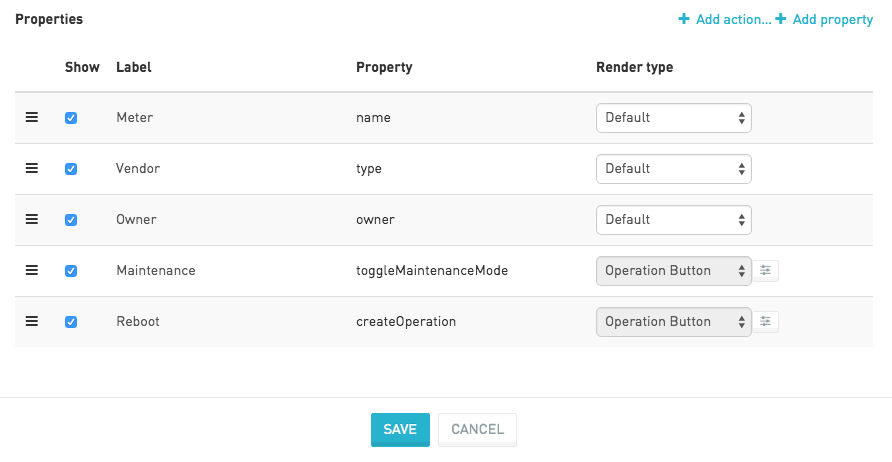 Properties + Add action... + Add property
Show Label Property Render type
Meter name Default
Vendor type Default
Owner owner Default
Maintenance toggleMaintenanceMode Operation Button
Reboot createOperation Operation Button
SAVE CANCEL